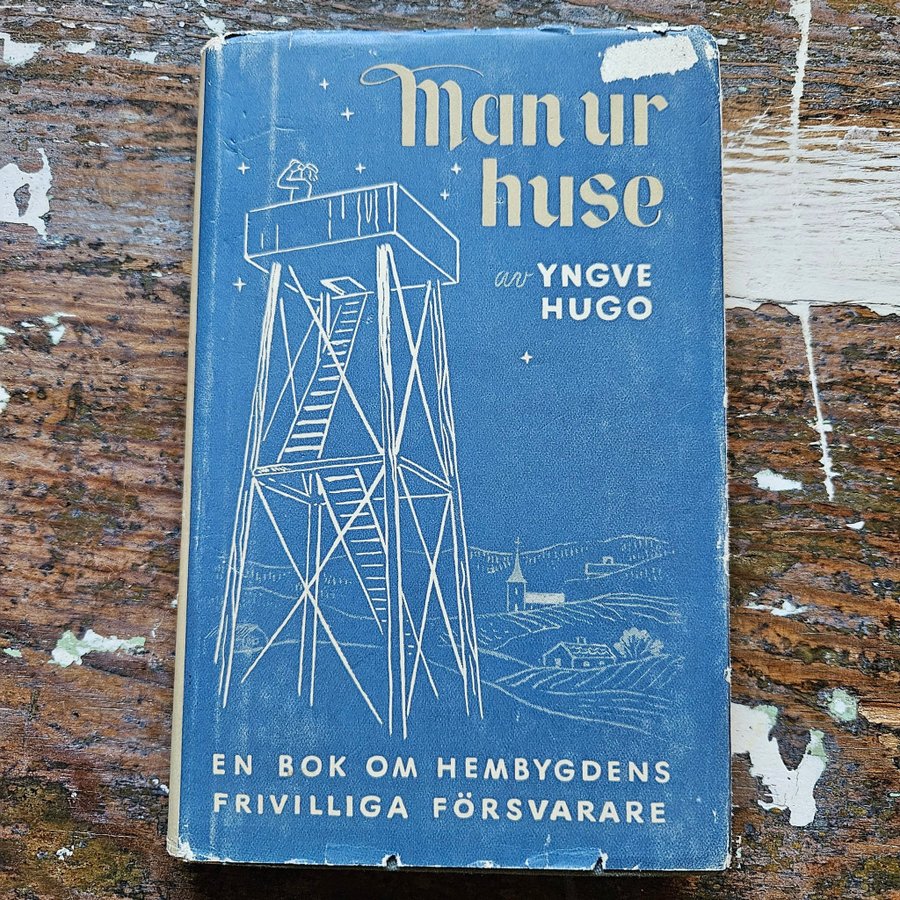 Man ur
huse
av YNGVE
HUGO
EN BOK OM HEMBYGDENS
FRIVILLIGA FÖRSVARARE